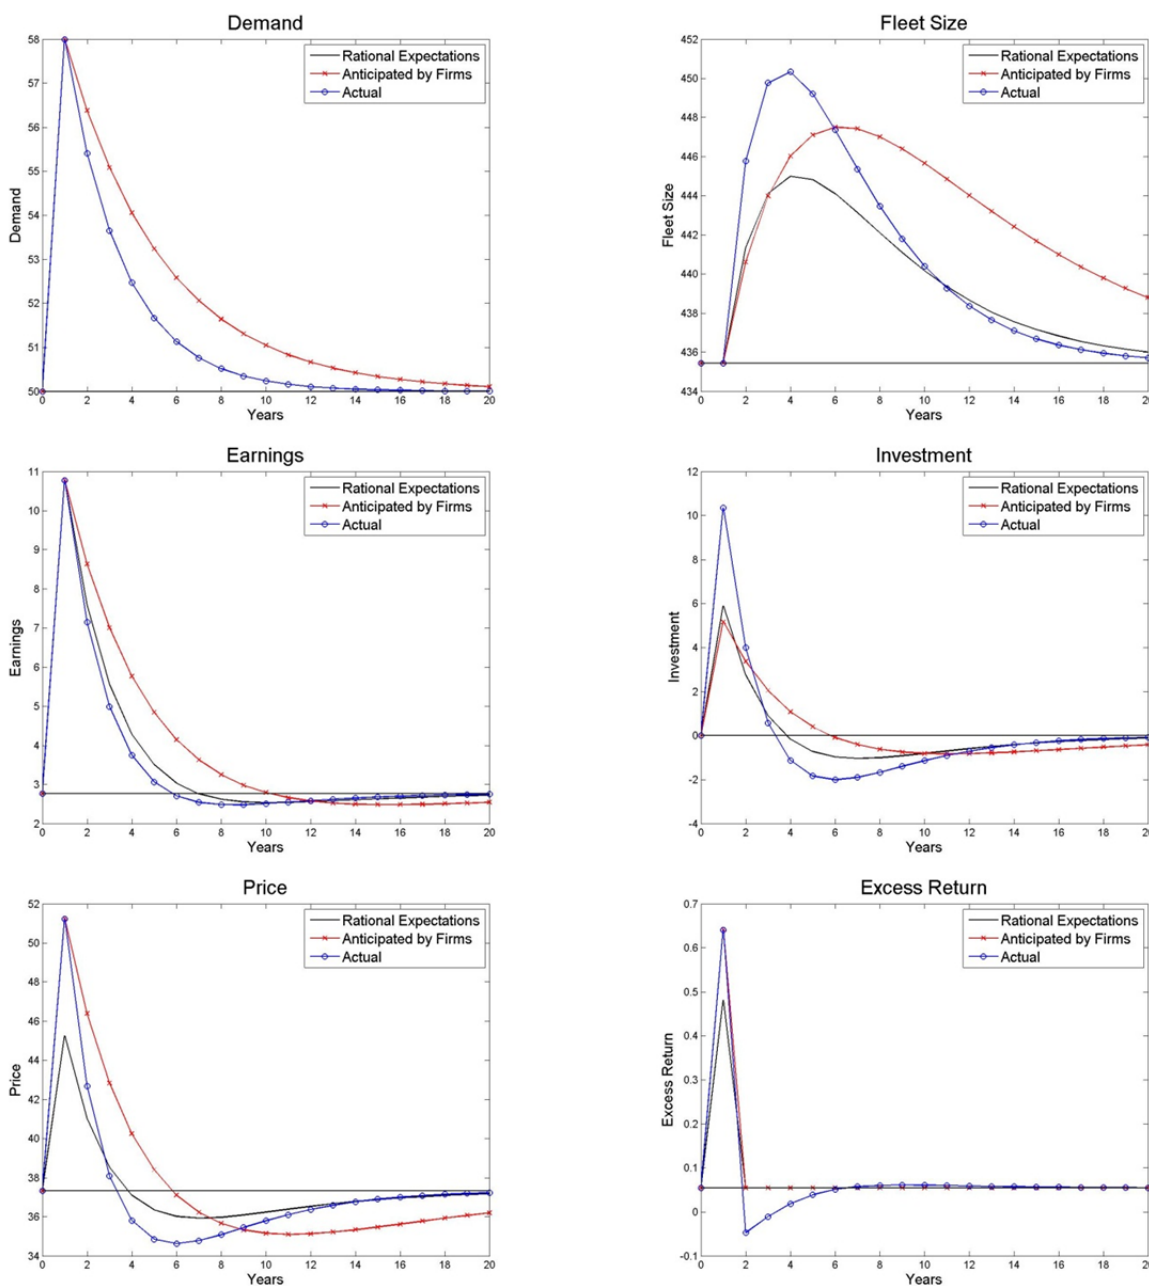 Demand
58
57
56
55
54
53
52
51
50
Demand
0 2 4 6 8 10 12 14 16 18 20
Years
Rational Expectations
Anticipated by Firms
Actual
Fleet Size
452
450
448
446
444
442
440
438
436
434
Fleet Size
0 2 4 6 8 10 12 14 16 18 20
Years
Rational Expectations
Anticipated by Firms
Actual
Earnings
11
10
9
8
7
6
5
4
3
2
Earnings
0 2 4 6 8 10 12 14 16 18 20
Years
Rational Expectations
Anticipated by Firms
Actual
Investment
12
10
8
6
4
2
0
-2
-4
Investment
0 2 4 6 8 10 12 14 16 18 20
Years
Rational Expectations
Anticipated by Firms
Actual
Price
52
50
48
46
44
42
40
38
36
34
Price
0 2 4 6 8 10 12 14 16 18 20
Years
Rational Expectations
Anticipated by Firms
Actual
Excess Return
0.7
0.6
0.5
0.4
0.3
0.2
0.1
0
-0.1
Excess Return
0 2 4 6 8 10 12 14 16 18 20
Years
Rational Expectations
Anticipated by Firms
Actual